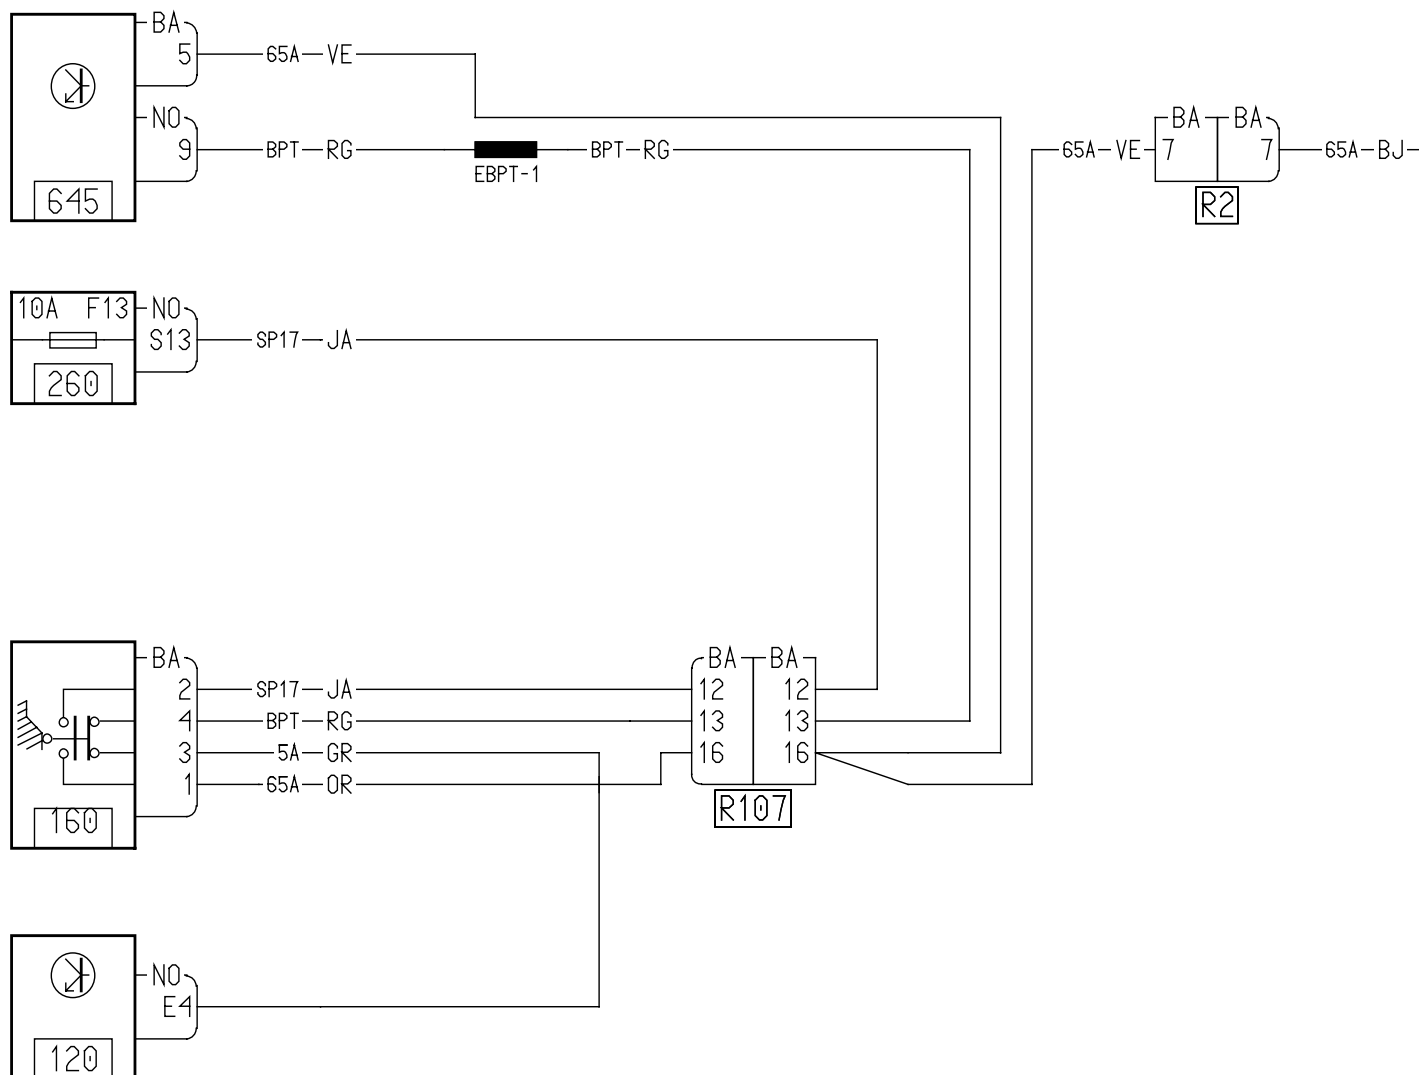 BA
5 65A VE
NO
9 BPT RG BPT RG
EBPT-1
645
BA BA
65A VE 7 7 65A BJ
R2
10A F13 NO
S13 SP17 JA
260
BA BA BA
2 SP17 JA 12 12
4 BPT RG 13 13
3 5A GR 16 16
1 65A OR
160 R107
NO
E4
120